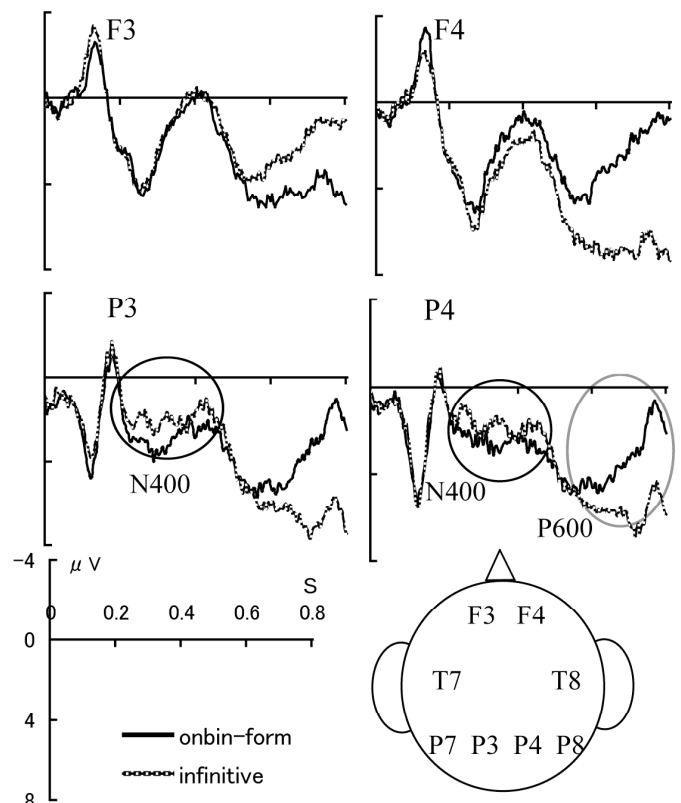 F3 F4
P3 P4
N400 N400
P600
-4 μV
S
0 0.2 0.4 0.6 0.8
0
4
8
onbin-form
infinitive
F3 F4
T7 T8
P7 P3 P4 P8